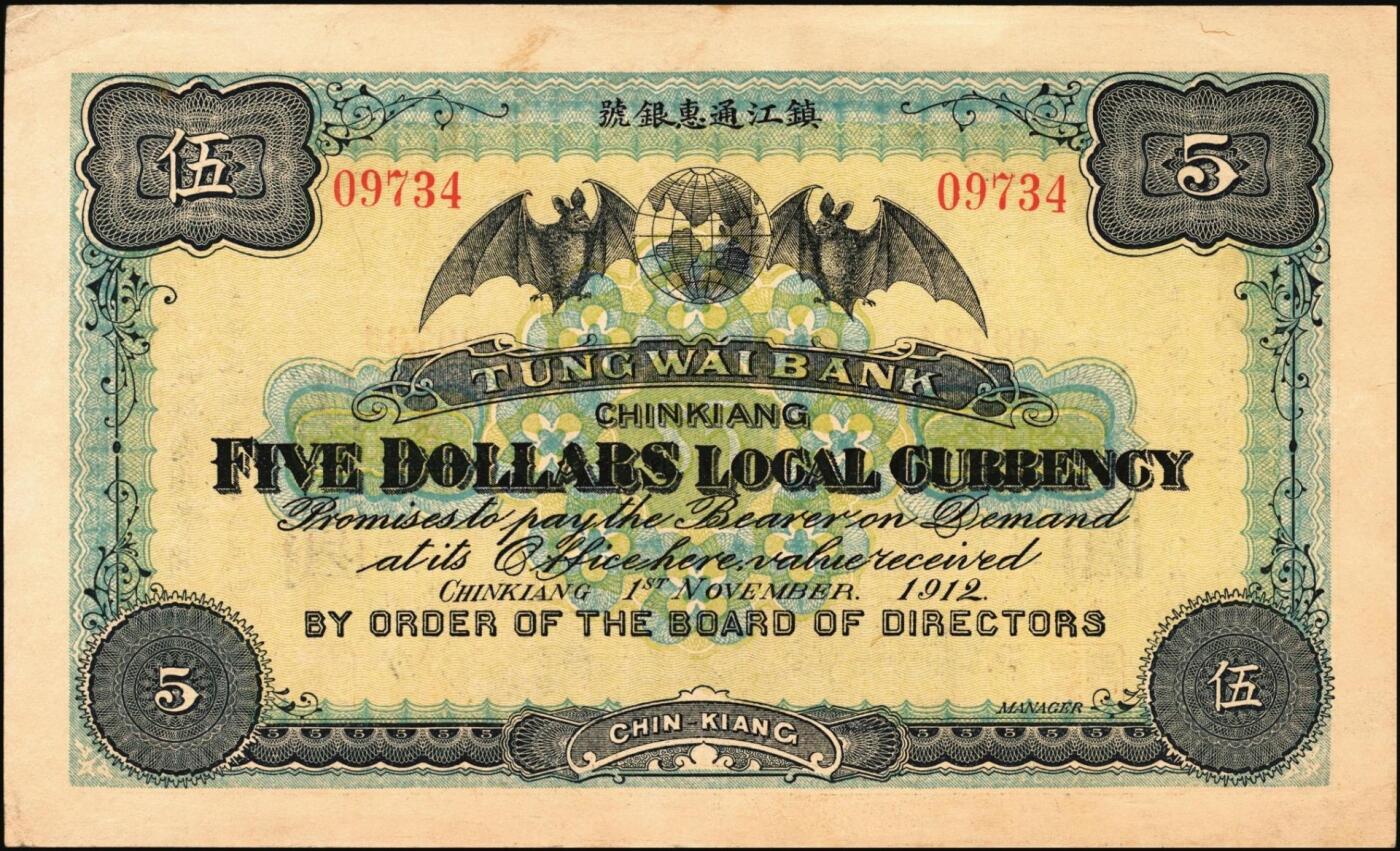 號銀惠通江鎮
伍
5
09734
09734
TUNG WAI BANK
CHINKIANG
FIVE DOLLARS LOCAL CURRENCY
Promises to pay the Bearer on Demand
at its Office here. value received
CHINKIANG 1ST NOVEMBER. 1912.
BY ORDER OF THE BOARD OF DIRECTORS
MANAGER
5
CHIN-KIANG
伍